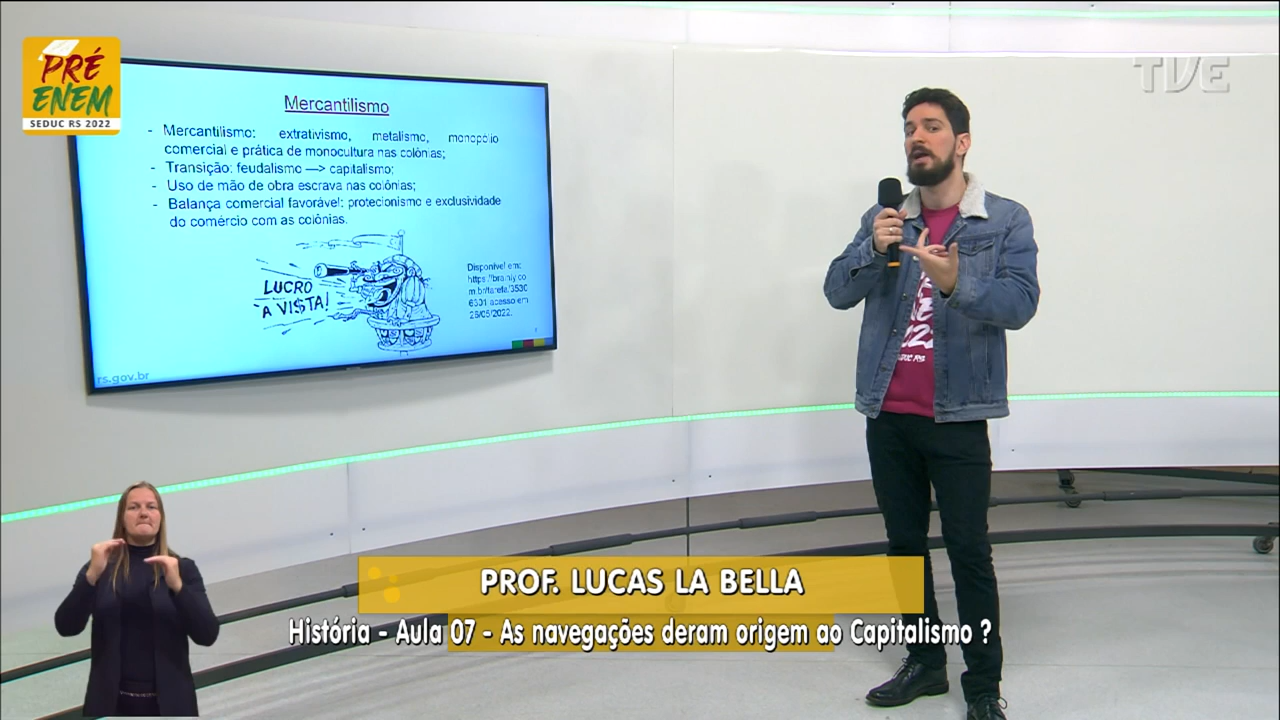 PRÉ
ENEM
SEDUC RS 2022
TVE
Mercantilismo
- Mercantilismo: extrativismo, metalismo, monopólio
comercial e prática de monocultura nas colônias;
- Transição: feudalismo —> capitalismo;
- Uso de mão de obra escrava nas colônias;
- Balança comercial favorável: protecionismo e exclusividade
do comércio com as colônias.
LUCRO
À VISTA!
Disponível em:
https://brainly.co
m.br/tarefa/3530
6301 acesso em
26/05/2022.
rs.gov.br
2022
PROF. LUCAS LA BELLA
História - Aula 07 - As navegações deram origem ao Capitalismo ?